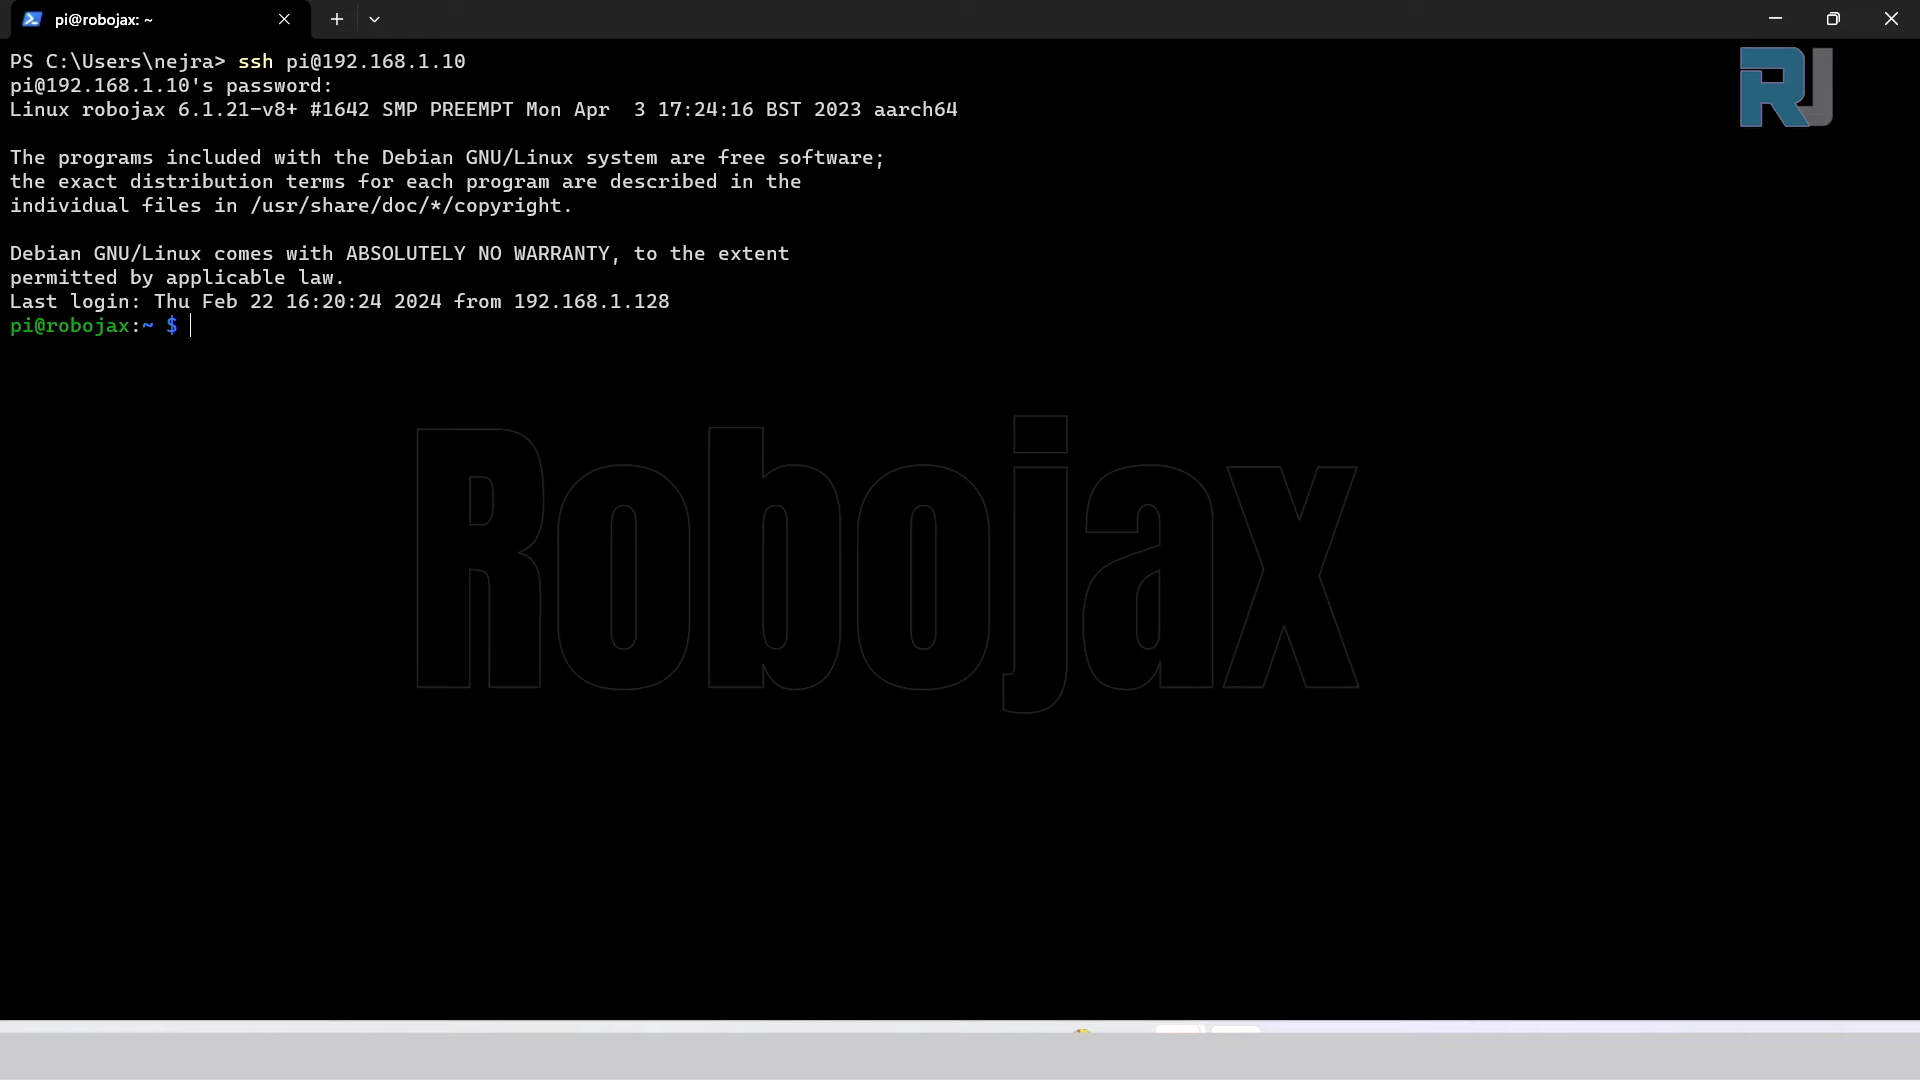 pi@robojax: ~
RJ
PS C:\Users\nejra> ssh pi@192.168.1.10
pi@192.168.1.10's password:
Linux robojax 6.1.21-v8+ #1642 SMP PREEMPT Mon Apr  3 17:24:16 BST 2023 aarch64
The programs included with the Debian GNU/Linux system are free software;
the exact distribution terms for each program are described in the
individual files in /usr/share/doc/*/copyright.
Debian GNU/Linux comes with ABSOLUTELY NO WARRANTY, to the extent
permitted by applicable law.
Last login: Thu Feb 22 16:20:24 2024 from 192.168.1.128
pi@robojax:~ $
Robojax